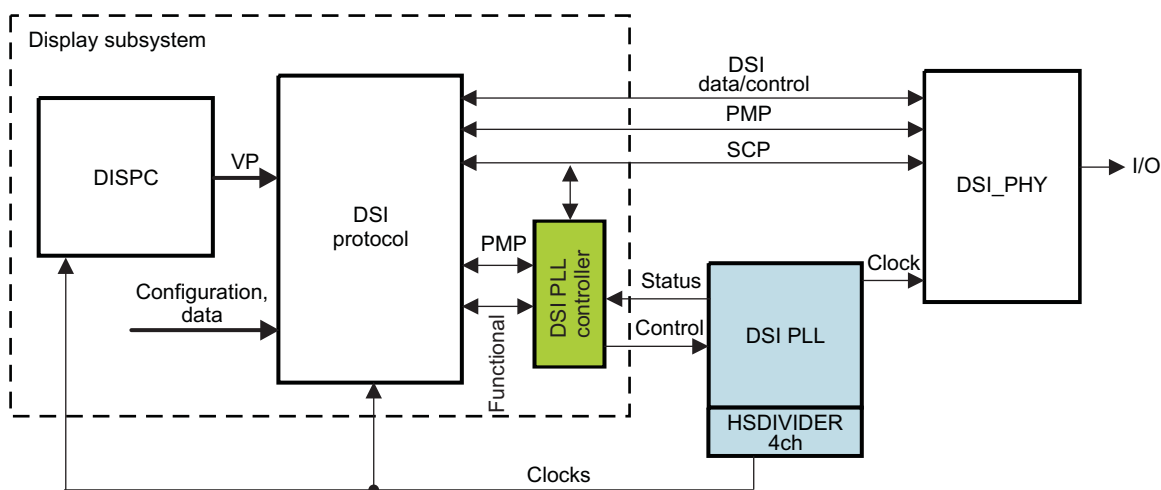 Display subsystem
DISPC
VP
DSI
protocol
Configuration,
data
DSI
data/control
PMP
SCP
DSI_PHY
I/O
PMP
Functional
DSI PLL
controller
Status
Control
Clock
DSI PLL
HSDIVIDER
4ch
Clocks